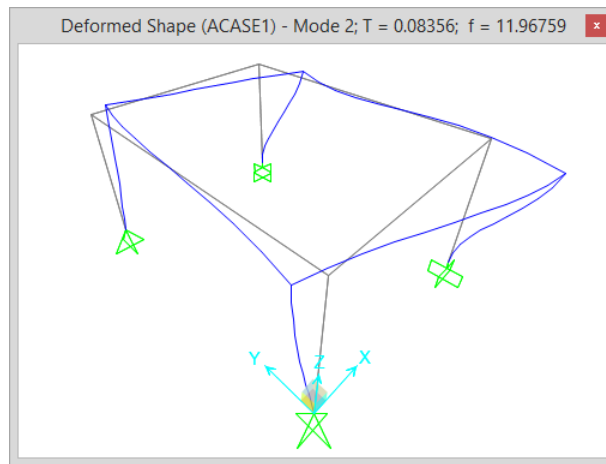 Deformed Shape (ACASE1) - Mode 2; T = 0.08356;  f = 11.96759
x
Y
Z
X